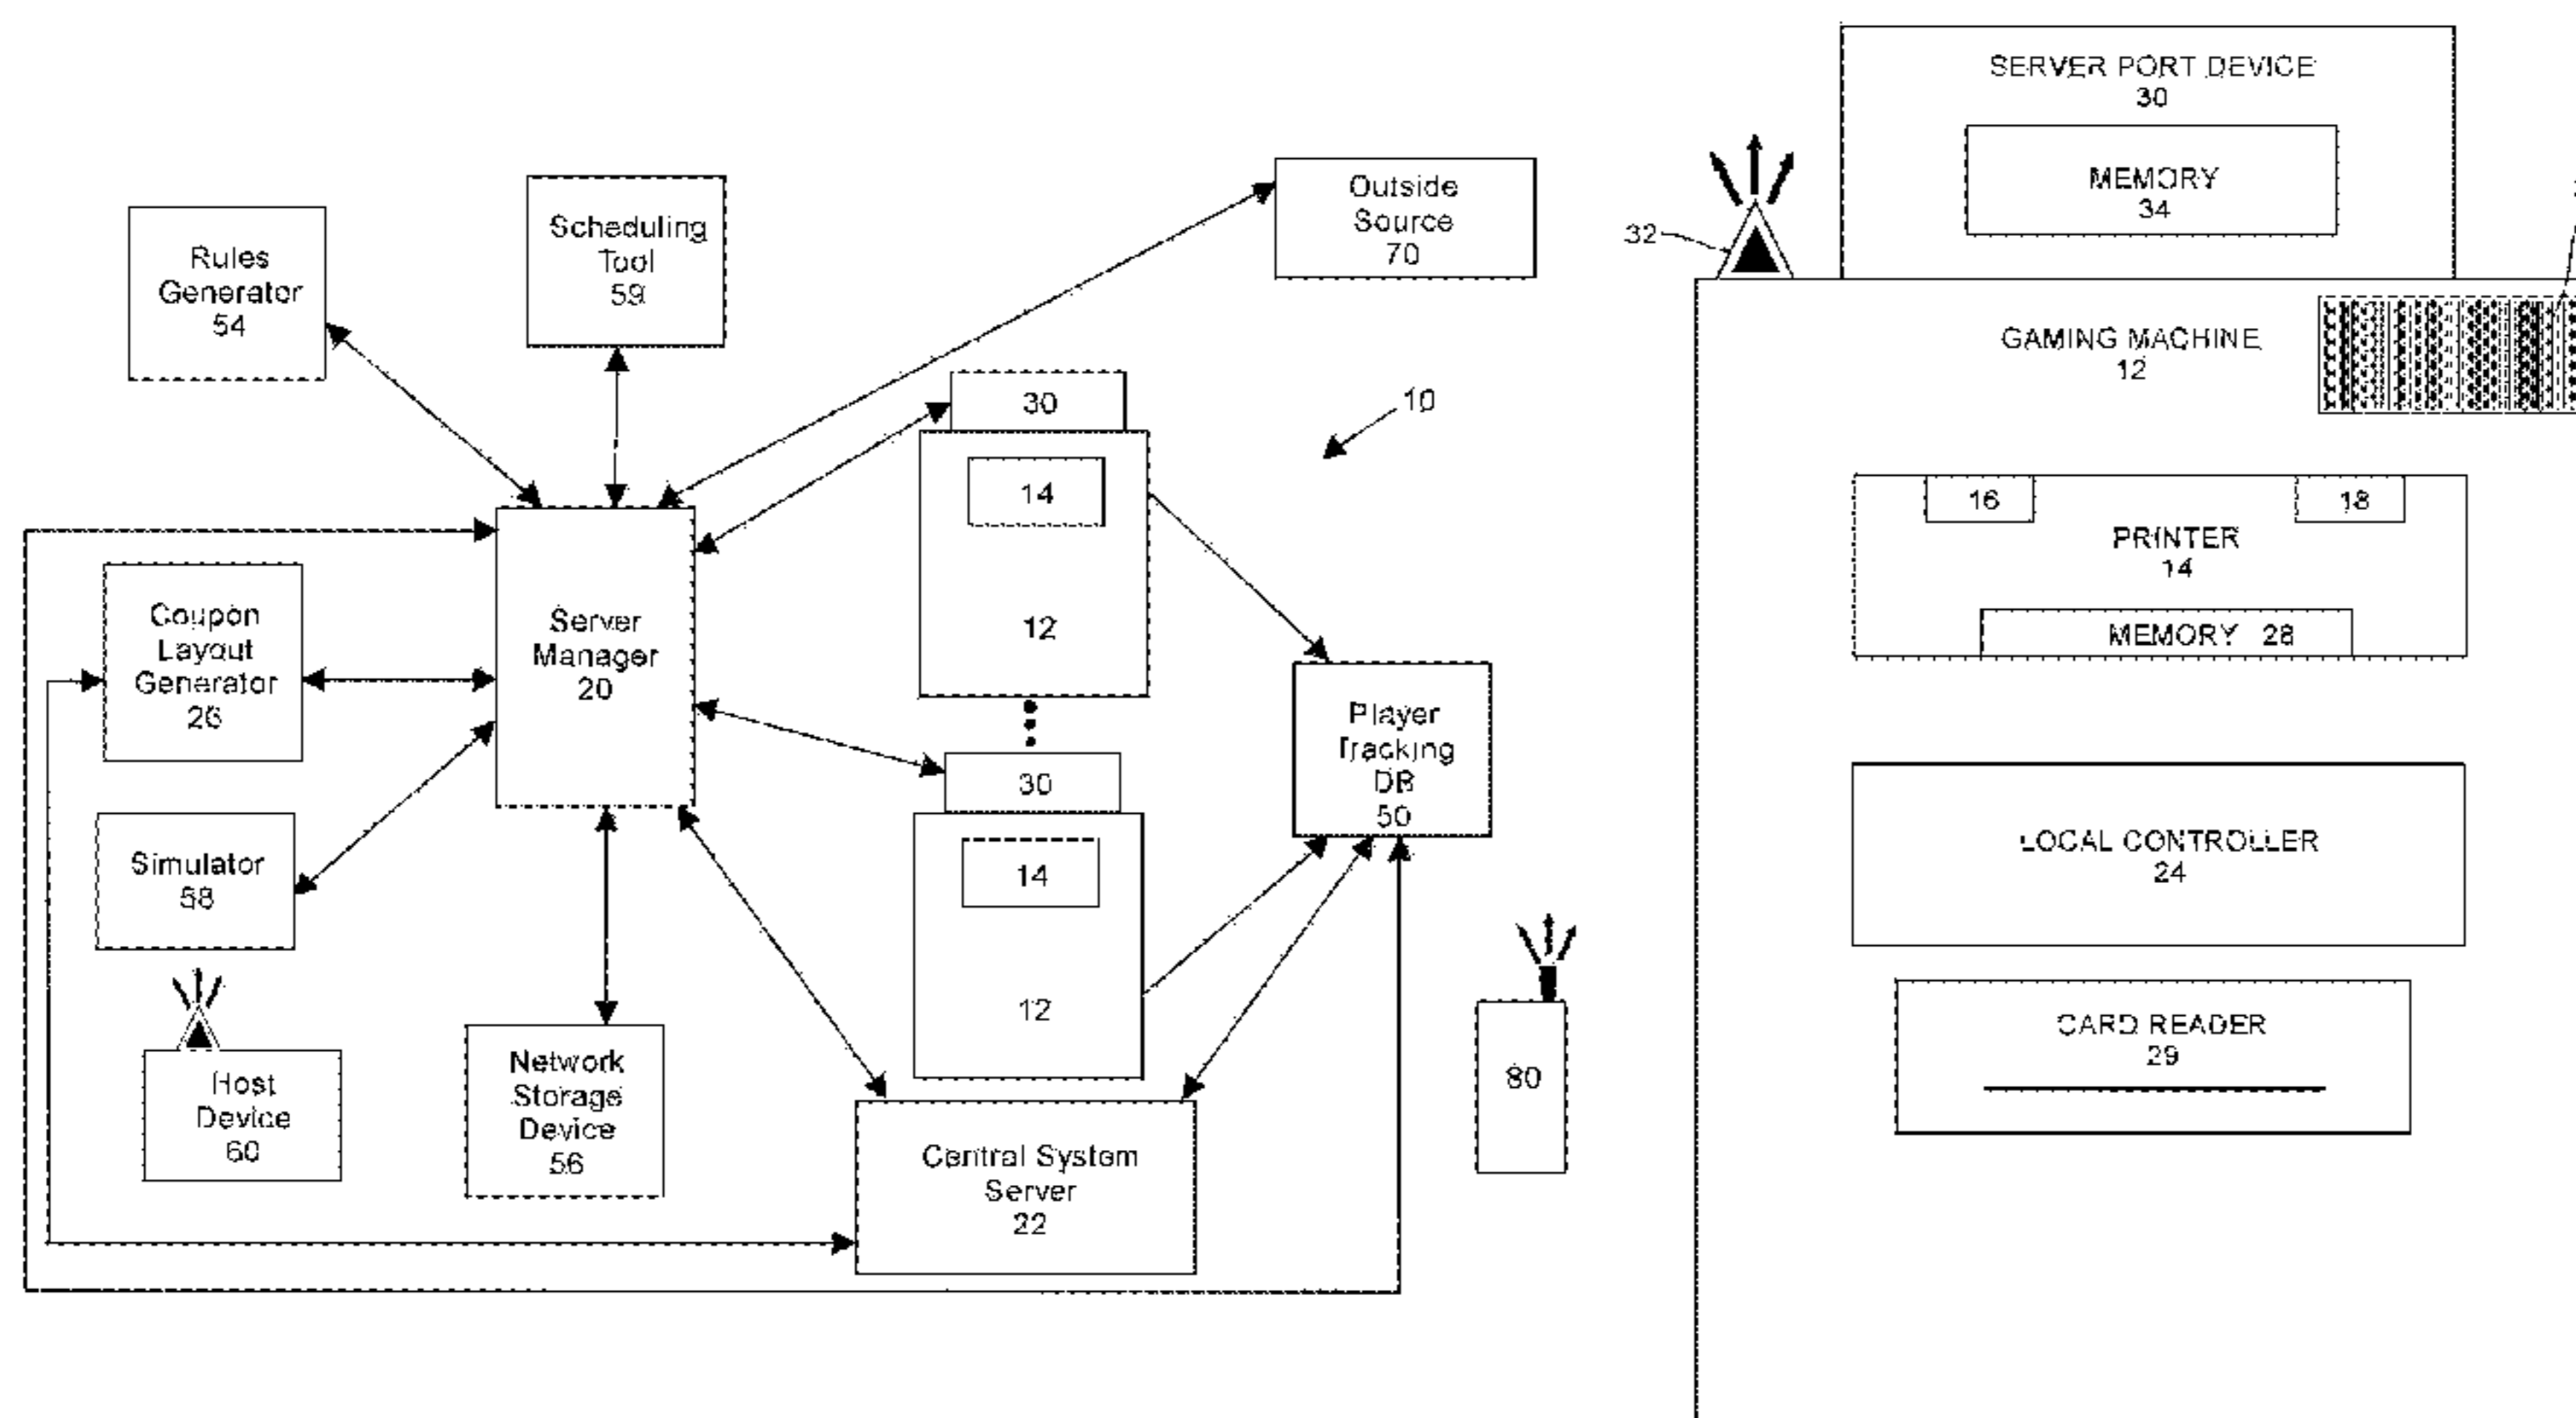 Rules
Generator
54
Scheduling
Tool
59
Outside
Source
70
10
30
14
12
Server
Manager
20
Coupon
Layout
Generator
26
Simulator
58
Host
Device
60
Network
Storage
Device
56
30
14
12
Player
Tracking
DB
50
Central System
Server
22
80
SERVER PORT DEVICE
30
MEMORY
34
32
GAMING MACHINE
12
16
18
PRINTER
14
MEMORY 28
LOCAL CONTROLLER
24
CARD READER
29